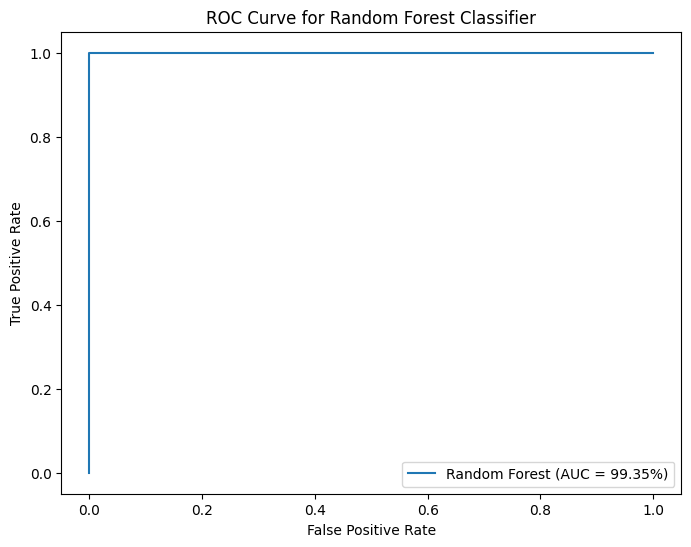 ROC Curve for Random Forest Classifier
1.0
0.8
0.6
0.4
0.2
0.0
True Positive Rate
Random Forest (AUC = 99.35%)
0.0 0.2 0.4 0.6 0.8 1.0
False Positive Rate